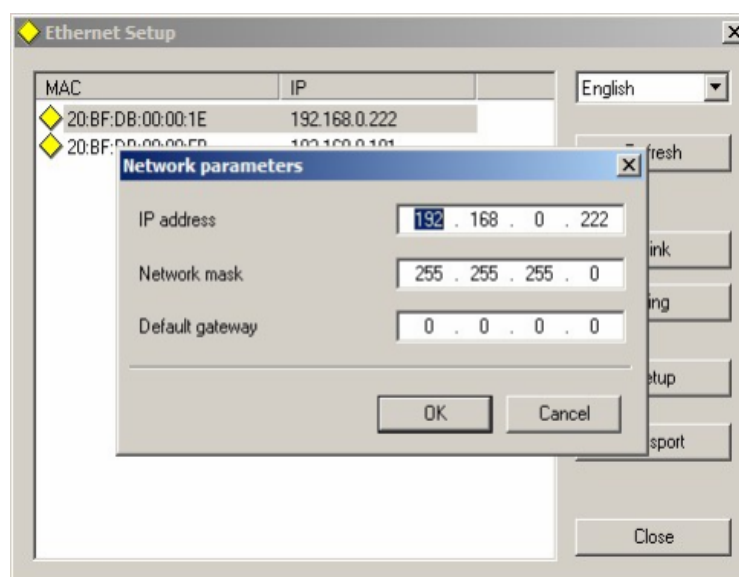 Ethernet Setup
MAC IP
English
20:BF:DB:00:00:1E 192.168.0.222
Network parameters
IP address 192 . 168 . 0 . 222
Network mask 255 . 255 . 255 . 0
Default gateway 0 . 0 . 0 . 0
OK Cancel
Close